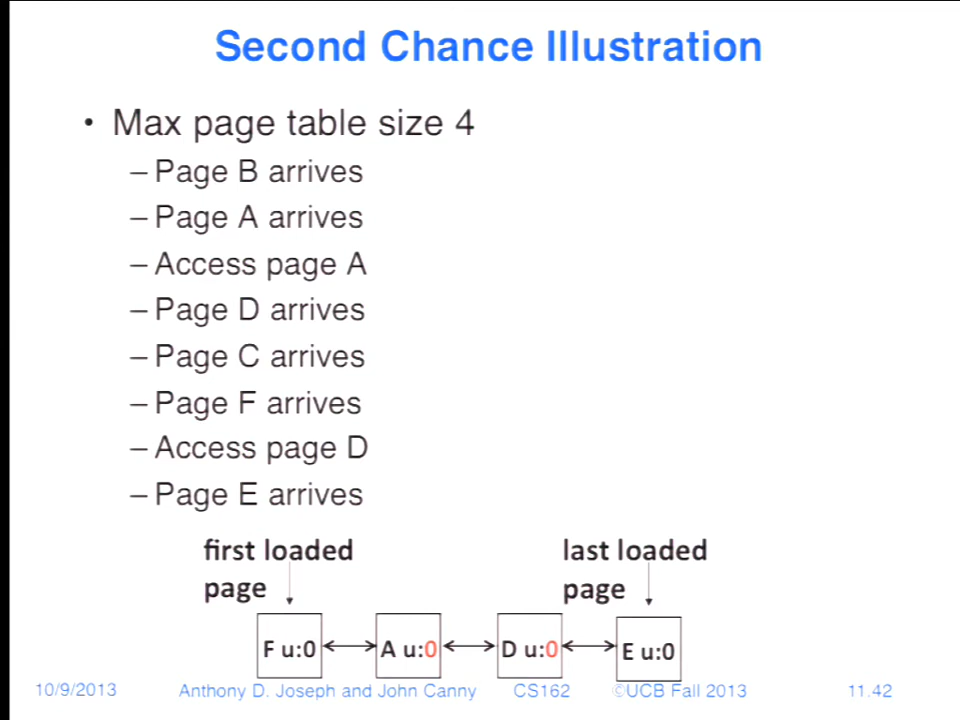 Second Chance Illustration
• Max page table size 4
– Page B arrives
– Page A arrives
– Access page A
– Page D arrives
– Page C arrives
– Page F arrives
– Access page D
– Page E arrives
first loaded page
last loaded page
F u:0
A u:0
D u:0
E u:0
10/9/2013 Anthony D. Joseph and John Canny CS162 ©UCB Fall 2013 11.42